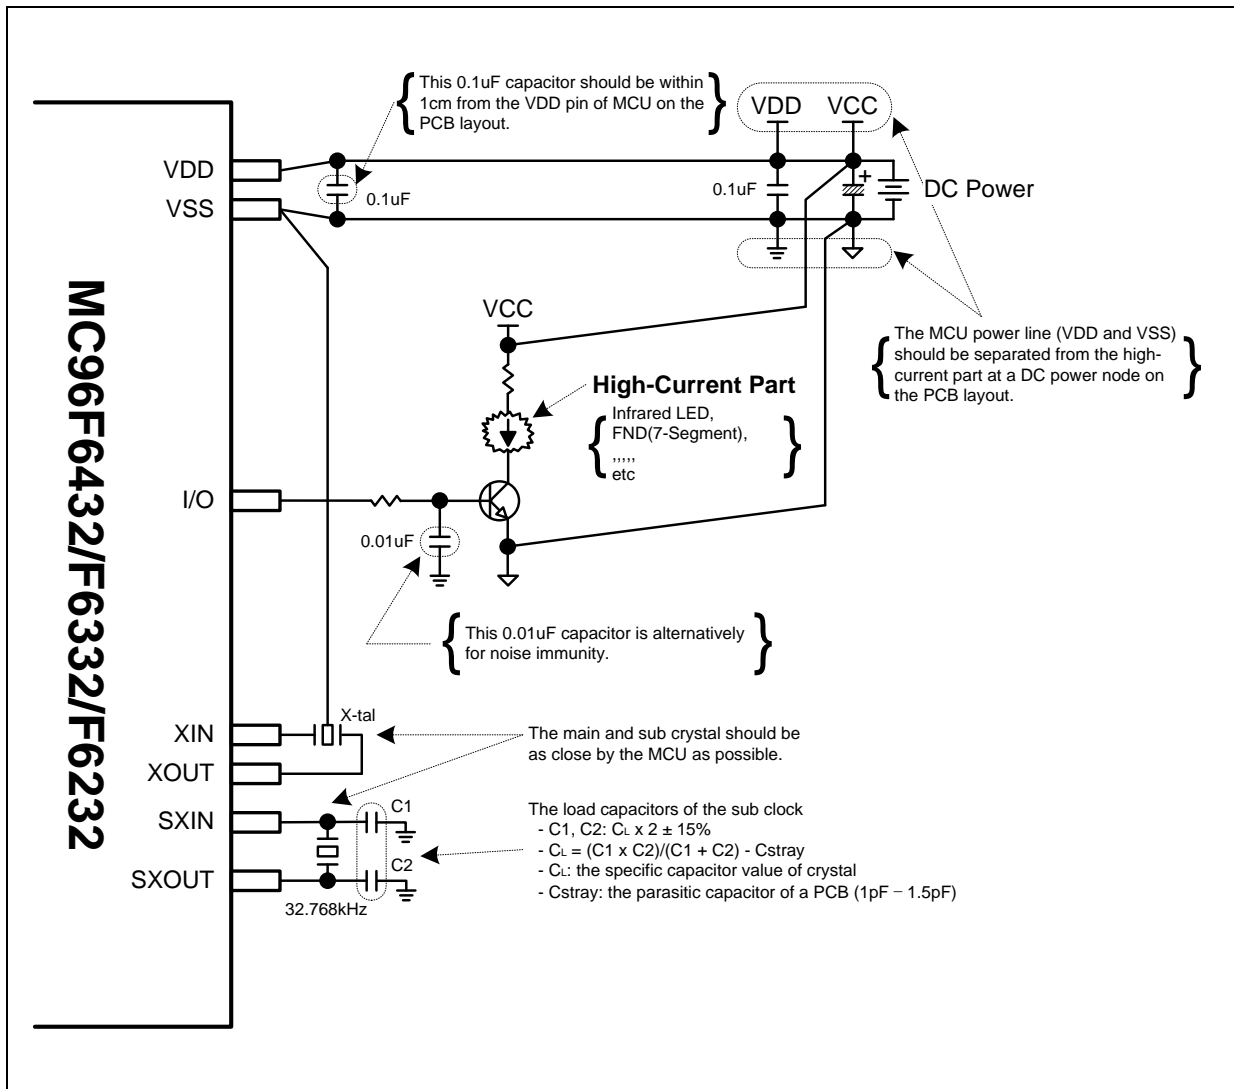 This 0.1uF capacitor should be within
1cm from the VDD pin of MCU on the
PCB layout.
VDD VCC
VDD
0.1uF
0.1uF
DC Power
VSS
MC96F6432/F6332/F6232
VCC
The MCU power line (VDD and VSS)
should be separated from the high-
current part at a DC power node on
the PCB layout.
High-Current Part
Infrared LED,
FND(7-Segment),
,,,,,
etc
I/O
0.01uF
This 0.01uF capacitor is alternatively
for noise immunity.
X-tal
XIN
XOUT
The main and sub crystal should be
as close by the MCU as possible.
SXIN
C1
SXOUT
C2
32.768kHz
The load capacitors of the sub clock
- C1, C2: CL x 2 ± 15%
- CL = (C1 x C2)/(C1 + C2) - Cstray
- CL: the specific capacitor value of crystal
- Cstray: the parasitic capacitor of a PCB (1pF – 1.5pF)